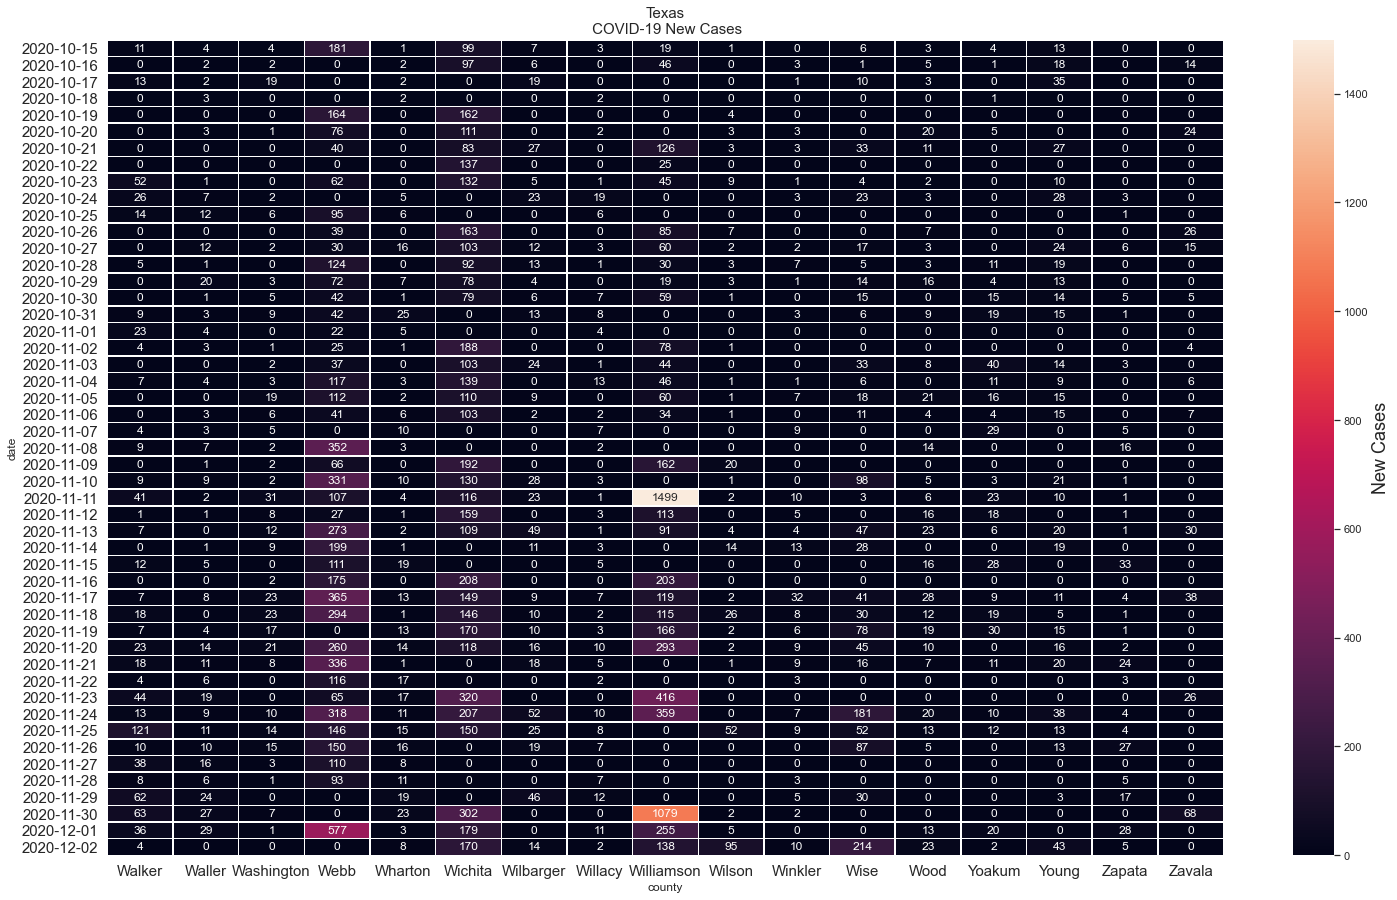 Texas
COVID-19 New Cases
2020-10-15 11 4 4 181 1 99 7 3 19 1 0 6 3 4 13 0 0
2020-10-16 0 2 2 0 2 97 6 0 46 0 3 1 5 1 18 0 14
2020-10-17 13 2 19 0 2 0 19 0 0 0 1 10 3 0 35 0 0
2020-10-18 0 3 0 0 2 0 0 2 0 0 0 0 0 1 0 0 0
2020-10-19 0 0 0 164 0 162 0 0 0 4 0 0 0 0 0 0 0
2020-10-20 0 3 1 76 0 111 0 2 0 3 3 0 20 5 0 0 24
2020-10-21 0 0 0 40 0 83 27 0 126 3 3 33 11 0 27 0 0
2020-10-22 0 0 0 0 0 137 0 0 25 0 0 0 0 0 0 0 0
2020-10-23 52 1 0 62 0 132 5 1 45 9 1 4 2 0 10 0 0
2020-10-24 26 7 2 0 5 0 23 19 0 0 3 23 3 0 28 3 0
2020-10-25 14 12 6 95 6 0 0 6 0 0 0 0 0 0 0 1 0
2020-10-26 0 0 0 39 0 163 0 0 85 7 0 0 7 0 0 0 26
2020-10-27 0 12 2 30 16 103 12 3 60 2 2 17 3 0 24 6 15
2020-10-28 5 1 0 124 0 92 13 1 30 3 7 5 3 11 19 0 0
2020-10-29 0 20 3 72 7 78 4 0 19 3 1 14 16 4 13 0 0
2020-10-30 0 1 5 42 1 79 6 7 59 1 0 15 0 15 14 5 5
2020-10-31 9 3 9 42 25 0 13 8 0 0 3 6 9 19 15 1 0
2020-11-01 23 4 0 22 5 0 0 4 0 0 0 0 0 0 0 0 0
2020-11-02 4 3 1 25 1 188 0 0 78 1 0 0 0 0 0 0 4
2020-11-03 0 0 2 37 0 103 24 1 44 0 0 33 8 40 14 3 0
2020-11-04 7 4 3 117 3 139 0 13 46 1 1 6 0 11 9 0 6
2020-11-05 0 0 19 112 2 110 9 0 60 1 7 18 21 16 15 0 0
2020-11-06 0 3 6 41 6 103 2 2 34 1 0 11 4 4 15 0 7
2020-11-07 4 3 5 0 10 0 0 7 0 0 9 0 0 29 0 5 0
2020-11-08 9 7 2 352 3 0 0 2 0 0 0 0 14 0 0 16 0
2020-11-09 0 1 2 66 0 192 0 0 162 20 0 0 0 0 0 0 0
2020-11-10 9 9 2 331 10 130 28 3 0 1 0 98 5 3 21 1 0
2020-11-11 41 2 31 107 4 116 23 1 1499 2 10 3 6 23 10 1 0
2020-11-12 1 1 8 27 1 159 0 3 113 0 5 0 16 18 0 1 0
2020-11-13 7 0 12 273 2 109 49 1 91 4 4 47 23 6 20 1 30
2020-11-14 0 1 9 199 1 0 11 3 0 14 13 28 0 0 19 0 0
2020-11-15 12 5 0 111 19 0 0 5 0 0 0 0 16 28 0 33 0
2020-11-16 0 0 2 175 0 208 0 0 203 0 0 0 0 0 0 0 0
2020-11-17 7 8 23 365 13 149 9 7 119 2 32 41 28 9 11 4 38
2020-11-18 18 0 23 294 1 146 10 2 115 26 8 30 12 19 5 1 0
2020-11-19 7 4 17 0 13 170 10 3 166 2 6 78 19 30 15 1 0
2020-11-20 23 14 21 260 14 118 16 10 293 2 9 45 10 0 16 2 0
2020-11-21 18 11 8 336 1 0 18 5 0 1 9 16 7 11 20 24 0
2020-11-22 4 6 0 116 17 0 0 2 0 0 3 0 0 0 0 3 0
2020-11-23 44 19 0 65 17 320 0 0 416 0 0 0 0 0 0 0 26
2020-11-24 13 9 10 318 11 207 52 10 359 0 7 181 20 10 38 4 0
2020-11-25 121 11 14 146 15 150 25 8 0 52 9 52 13 12 13 4 0
2020-11-26 10 10 15 150 16 0 19 7 0 0 0 87 5 0 13 27 0
2020-11-27 38 16 3 110 8 0 0 0 0 0 0 0 0 0 0 0 0
2020-11-28 8 6 1 93 11 0 0 7 0 0 3 0 0 0 0 5 0
2020-11-29 62 24 0 0 19 0 46 12 0 0 5 30 0 0 3 17 0
2020-11-30 63 27 7 0 23 302 0 0 1079 2 2 0 0 0 0 0 68
2020-12-01 36 29 1 577 3 179 0 11 255 5 0 0 13 20 0 28 0
2020-12-02 4 0 0 0 8 170 14 2 138 95 10 214 23 2 43 5 0
Walker Waller Washington Webb Wharton Wichita Wilbarger Willacy Williamson Wilson Winkler Wise Wood Yoakum Young Zapata Zavala
county
date
1400
1200
1000
800
600
400
200
0
New Cases